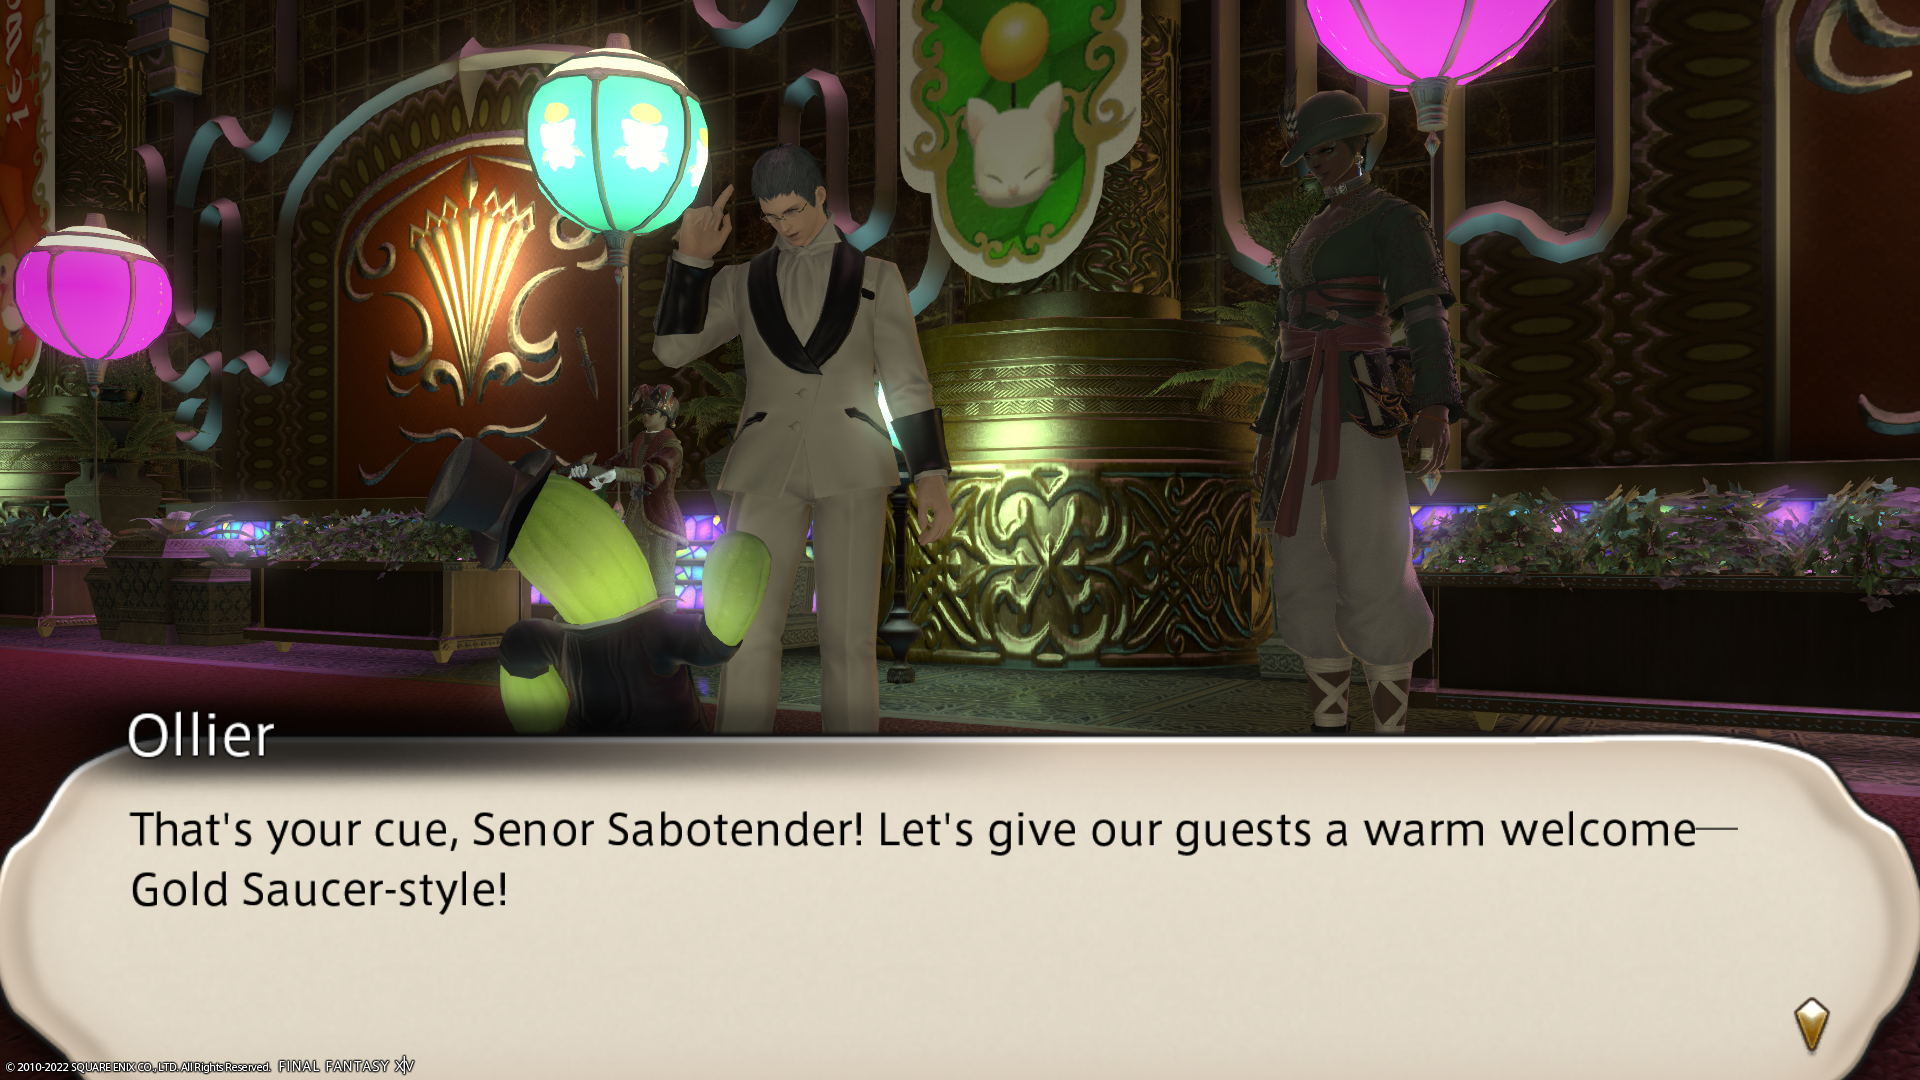 Ollier
That's your cue, Senor Sabotender! Let's give our guests a warm welcome—
Gold Saucer-style!
© 2010-2022 SQUARE ENIX CO., LTD. All Rights Reserved. FINAL FANTASY XIV